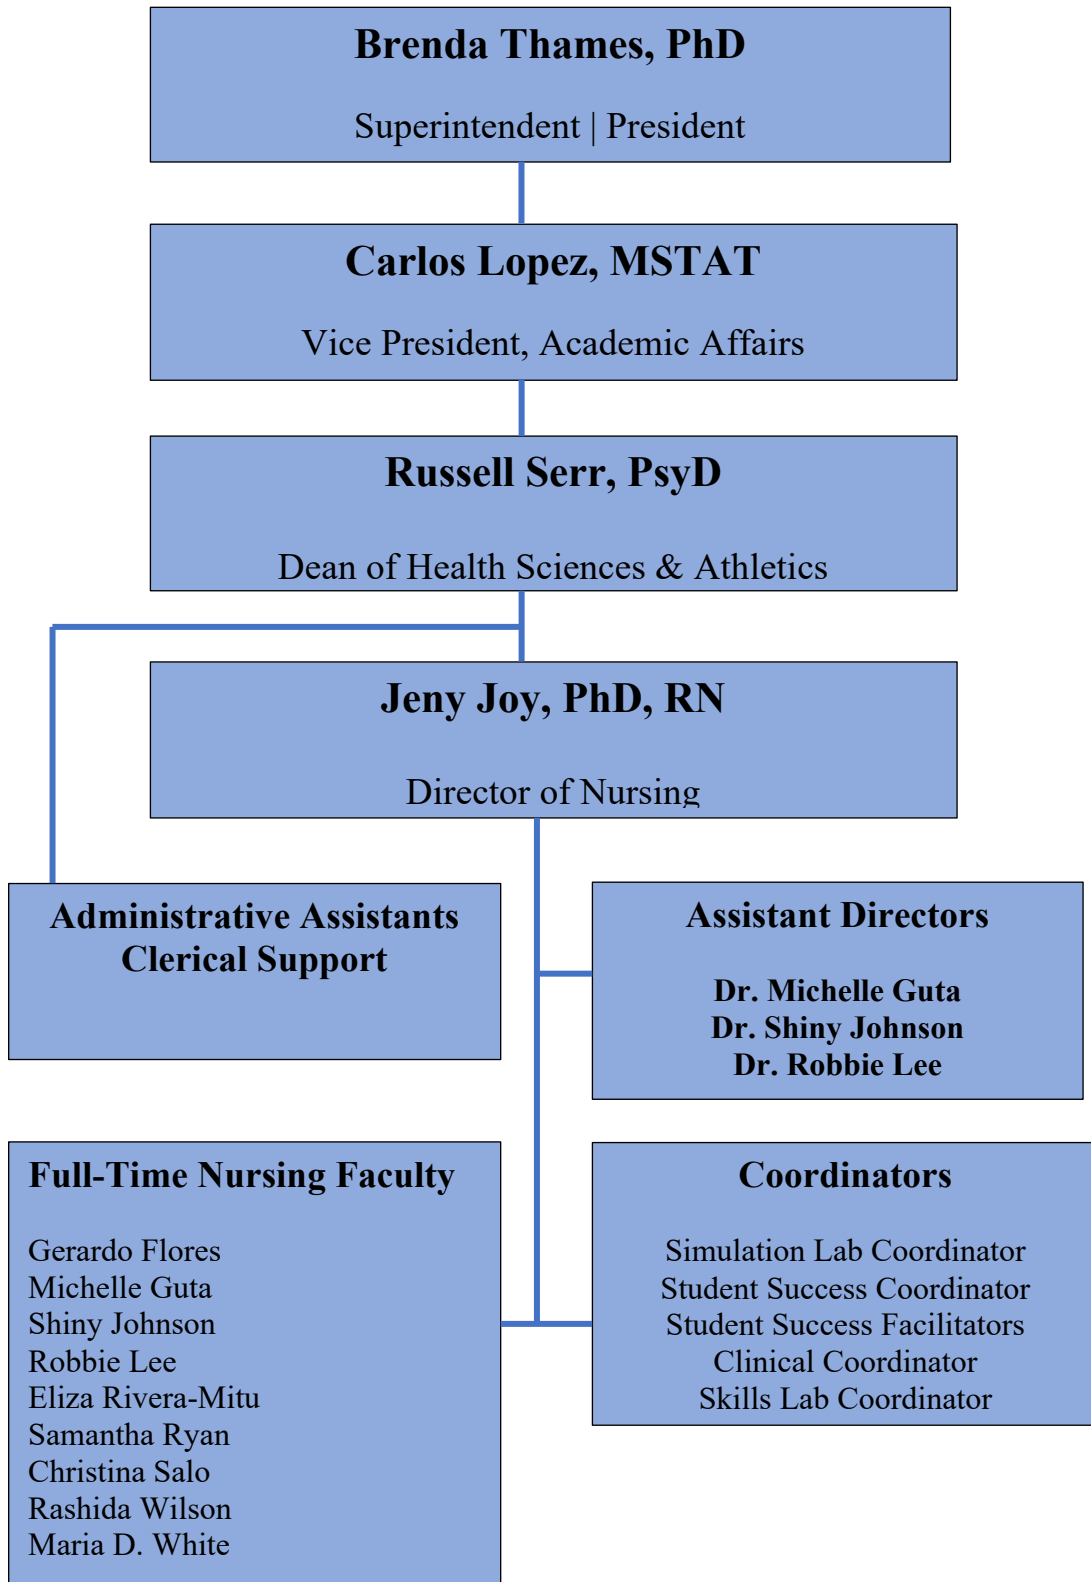 Brenda Thames, PhD
Superintendent | President
Carlos Lopez, MSTAT
Vice President, Academic Affairs
Russell Serr, PsyD
Dean of Health Sciences & Athletics
Jeny Joy, PhD, RN
Director of Nursing
Administrative Assistants
Clerical Support
Assistant Directors
Dr. Michelle Guta
Dr. Shiny Johnson
Dr. Robbie Lee
Full-Time Nursing Faculty
Gerardo Flores
Michelle Guta
Shiny Johnson
Robbie Lee
Eliza Rivera-Mitu
Samantha Ryan
Christina Salo
Rashida Wilson
Maria D. White
Coordinators
Simulation Lab Coordinator
Student Success Coordinator
Student Success Facilitators
Clinical Coordinator
Skills Lab Coordinator